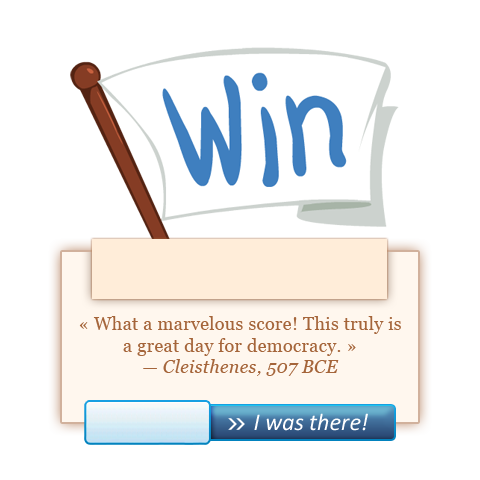 Win
« What a marvelous score! This truly is
a great day for democracy. »
— Cleisthenes, 507 BCE
» I was there!